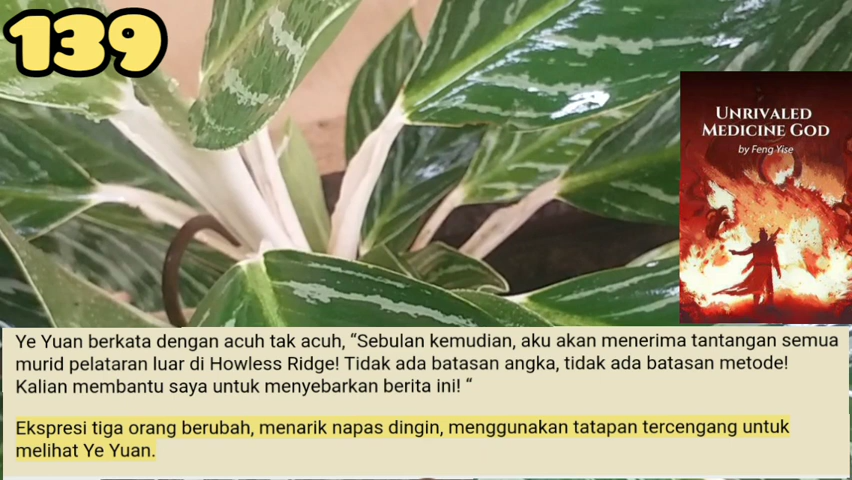 139
UNRIVALED
MEDICINE GOD
by Feng Yise
Ye Yuan berkata dengan acuh tak acuh, “Sebulan kemudian, aku akan menerima tantangan semua
murid pelataran luar di Howless Ridge! Tidak ada batasan angka, tidak ada batasan metode!
Kalian membantu saya untuk menyebarkan berita ini! “
Ekspresi tiga orang berubah, menarik napas dingin, menggunakan tatapan tercengang untuk
melihat Ye Yuan.